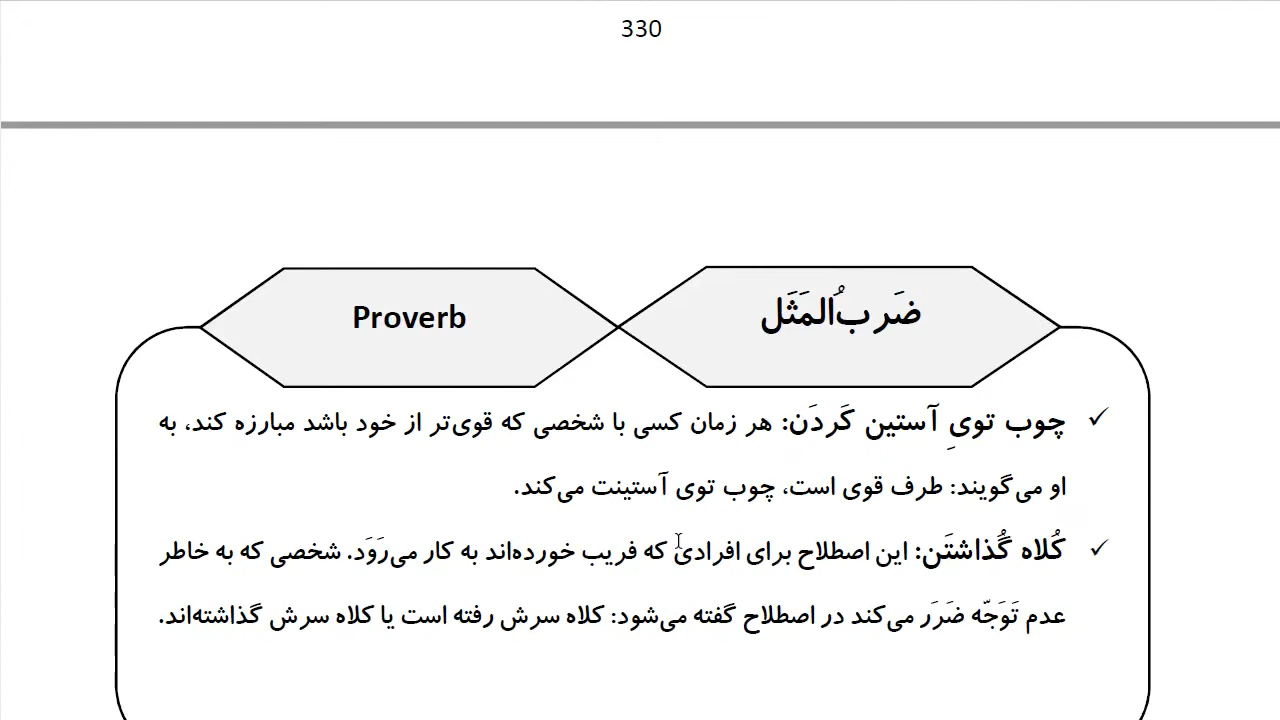 330
ضَربُ‌المَثَل
Proverb
✓ چوب تویِ آستین کَردَن: هر زمان کسی با شخصی که قوی‌تر از خود باشد مبارزه کند، به
او می‌گویند: طرف قوی است، چوب توی آستینت می‌کند.
✓ کُلاه گُذاشتَن: این اصطلاح برای افرادی که فریب خورده‌اند به کار می‌رَوَد. شخصی که به خاطر
عدم تَوَجّه ضَرَر می‌کند در اصطلاح گفته می‌شود: کلاه سرش رفته است یا کلاه سرش گذاشته‌اند.